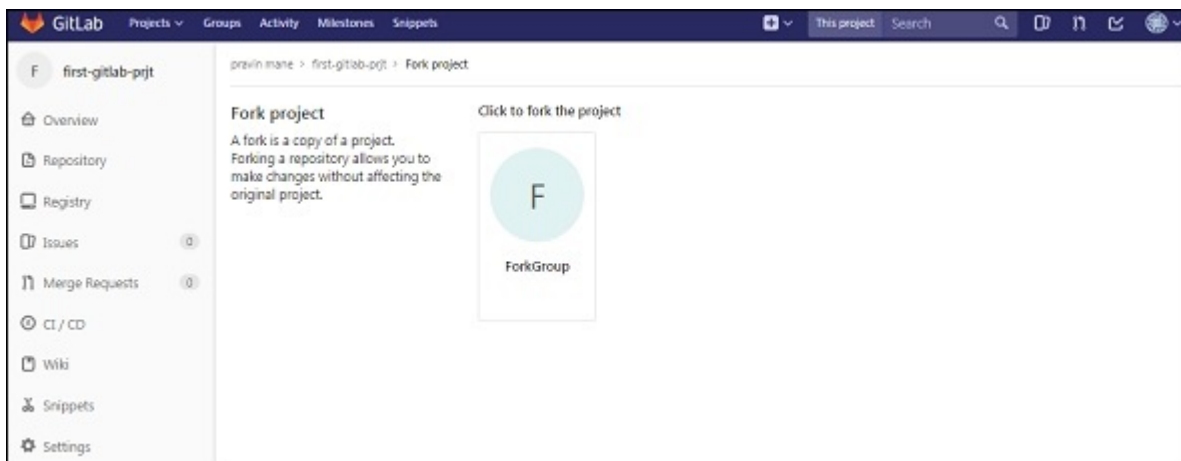 GitLab Projects Groups Activity Milestones Snippets This project Search
F first-gitlab-prjt
pravin mane > first-gitlab-prjt > Fork project
Overview
Repository
Registry
Issues 0
Merge Requests 0
CI / CD
Wiki
Snippets
Settings
Fork project
A fork is a copy of a project.
Forking a repository allows you to
make changes without affecting the
original project.
Click to fork the project
F
ForkGroup